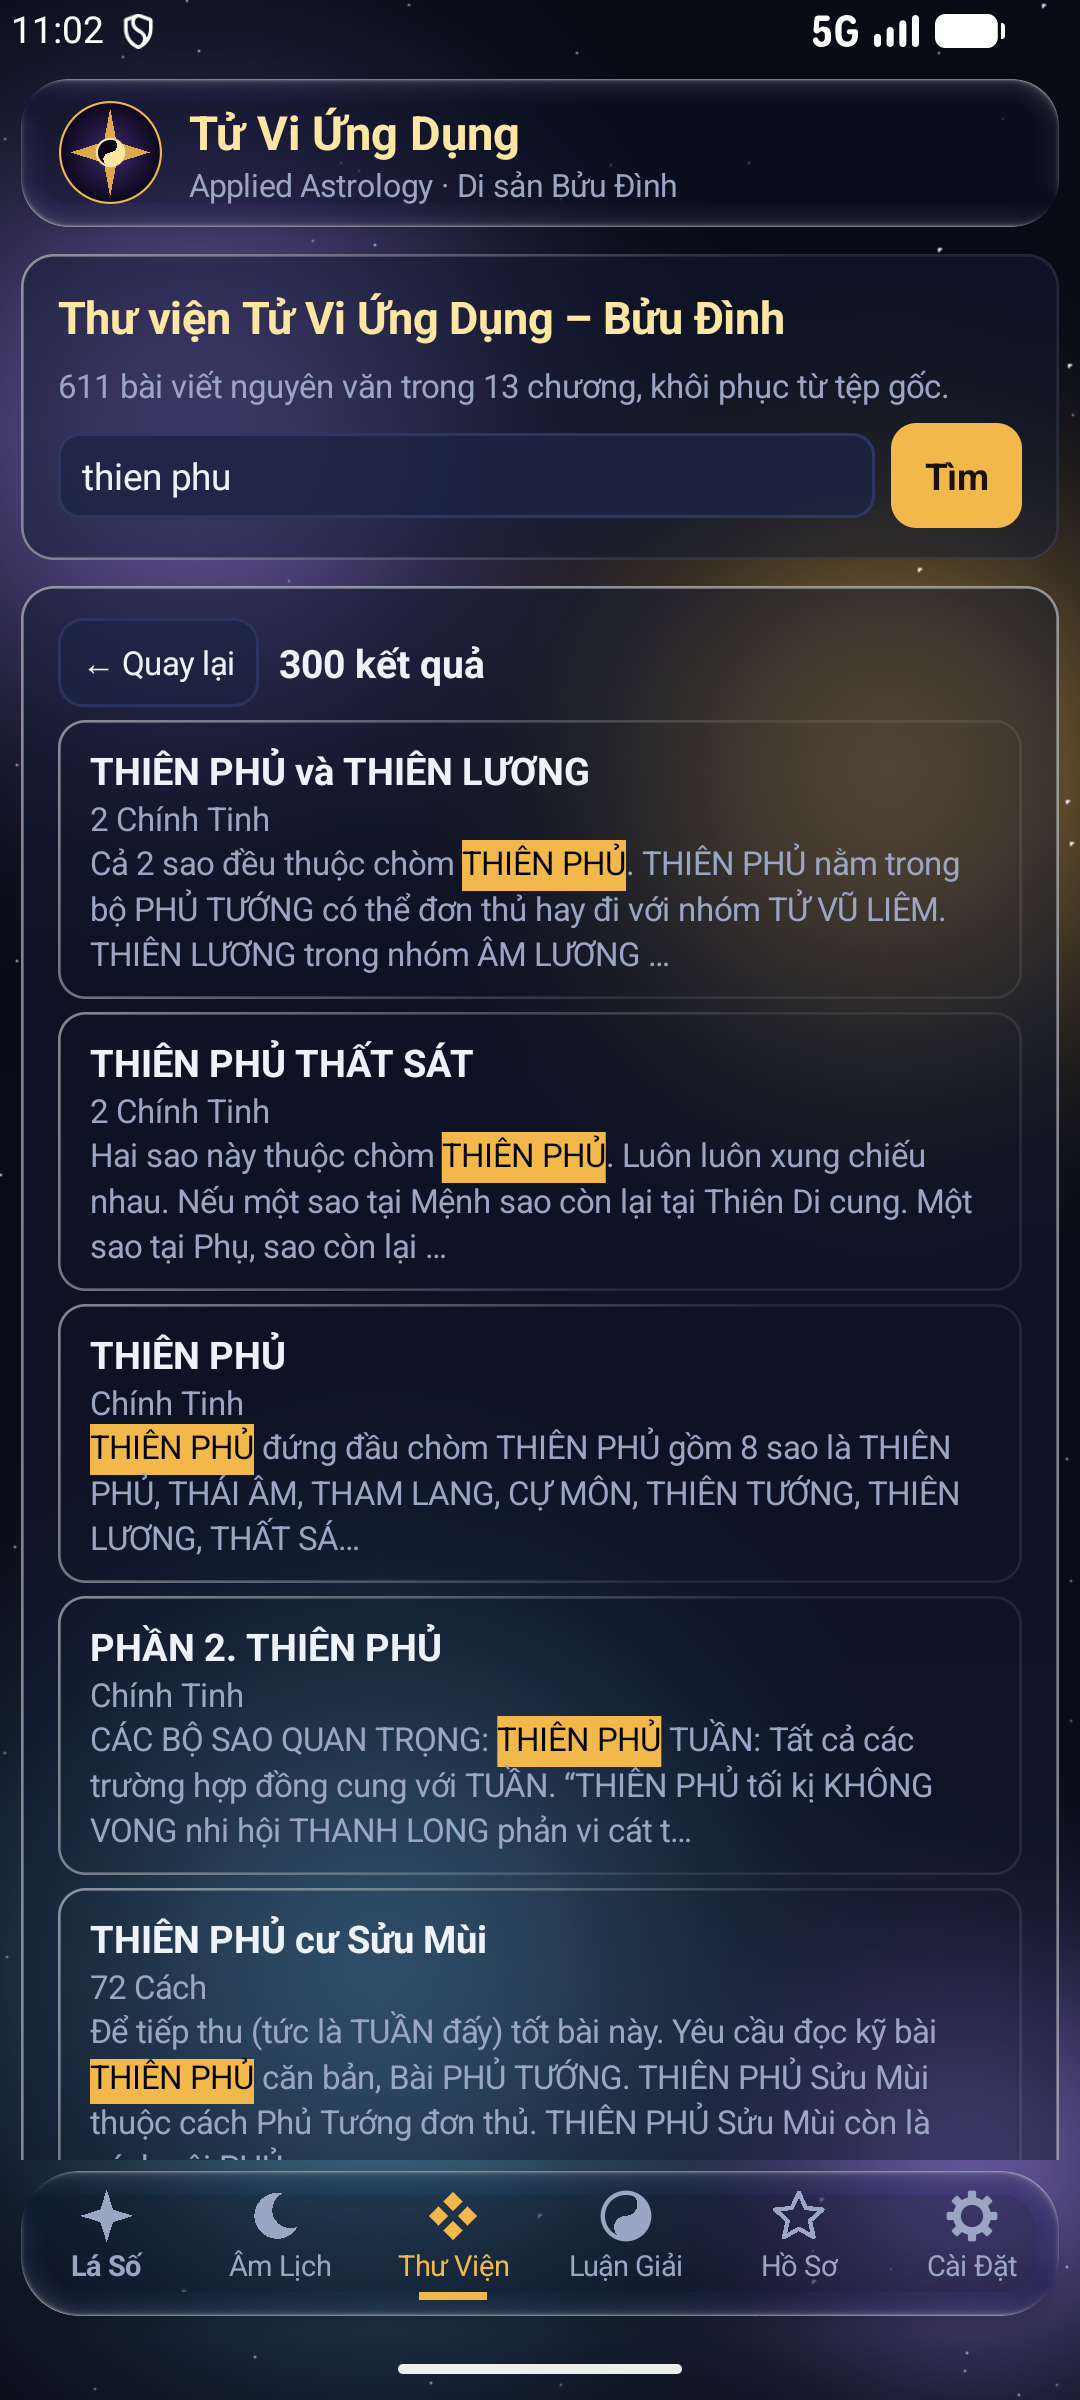 11:02
5G
Tử Vi Ứng Dụng
Applied Astrology · Di sản Bửu Đình
Thư viện Tử Vi Ứng Dụng – Bửu Đình
611 bài viết nguyên văn trong 13 chương, khôi phục từ tệp gốc.
thien phu
Tìm
← Quay lại
300 kết quả
THIÊN PHỦ và THIÊN LƯƠNG
2 Chính Tinh
Cả 2 sao đều thuộc chòm THIÊN PHỦ. THIÊN PHỦ nằm trong
bộ PHỦ TƯỚNG có thể đơn thủ hay đi với nhóm TỬ VŨ LIÊM.
THIÊN LƯƠNG trong nhóm ÂM LƯƠNG ...
THIÊN PHỦ THẤT SÁT
2 Chính Tinh
Hai sao này thuộc chòm THIÊN PHỦ. Luôn luôn xung chiếu
nhau. Nếu một sao tại Mệnh sao còn lại tại Thiên Di cung. Một
sao tại Phụ, sao còn lại ...
THIÊN PHỦ
Chính Tinh
THIÊN PHỦ đứng đầu chòm THIÊN PHỦ gồm 8 sao là THIÊN
PHỦ, THÁI ÂM, THAM LANG, CỰ MÔN, THIÊN TƯỚNG, THIÊN
LƯƠNG, THẤT SÁ...
PHẦN 2. THIÊN PHỦ
Chính Tinh
CÁC BỘ SAO QUAN TRỌNG: THIÊN PHỦ TUẦN: Tất cả các
trường hợp đồng cung với TUẦN. “THIÊN PHỦ tối kị KHÔNG
VONG nhi hội THANH LONG phản vi cát t...
THIÊN PHỦ cư Sửu Mùi
72 Cách
Để tiếp thu (tức là TUẦN đấy) tốt bài này. Yêu cầu đọc kỹ bài
THIÊN PHỦ căn bản, Bài PHỦ TƯỚNG. THIÊN PHỦ Sửu Mùi
thuộc cách Phủ Tướng đơn thủ. THIÊN PHỦ Sửu Mùi còn là
Lá Số
Âm Lịch
Thư Viện
Luận Giải
Hồ Sơ
Cài Đặt